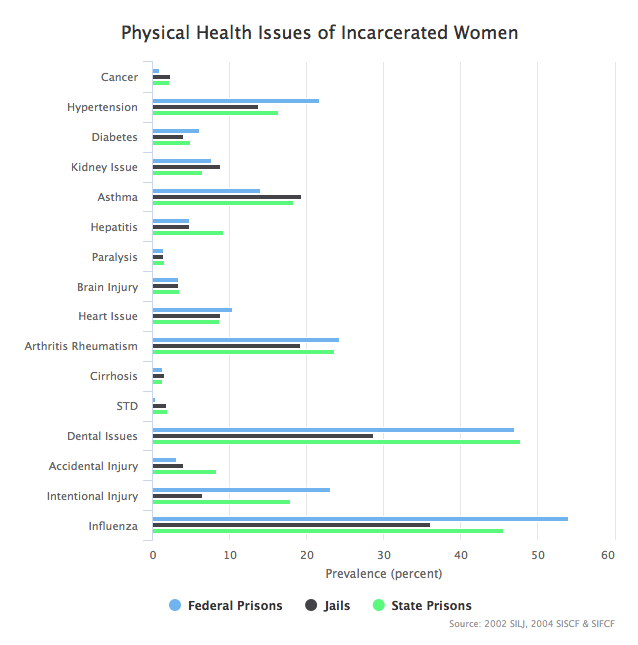 Physical Health Issues of Incarcerated Women
Cancer
Hypertension
Diabetes
Kidney Issue
Asthma
Hepatitis
Paralysis
Brain Injury
Heart Issue
Arthritis Rheumatism
Cirrhosis
STD
Dental Issues
Accidental Injury
Intentional Injury
Influenza
0 10 20 30 40 50 60
Prevalence (percent)
Federal Prisons Jails State Prisons
Source: 2002 SILJ, 2004 SISCF & SIFCF